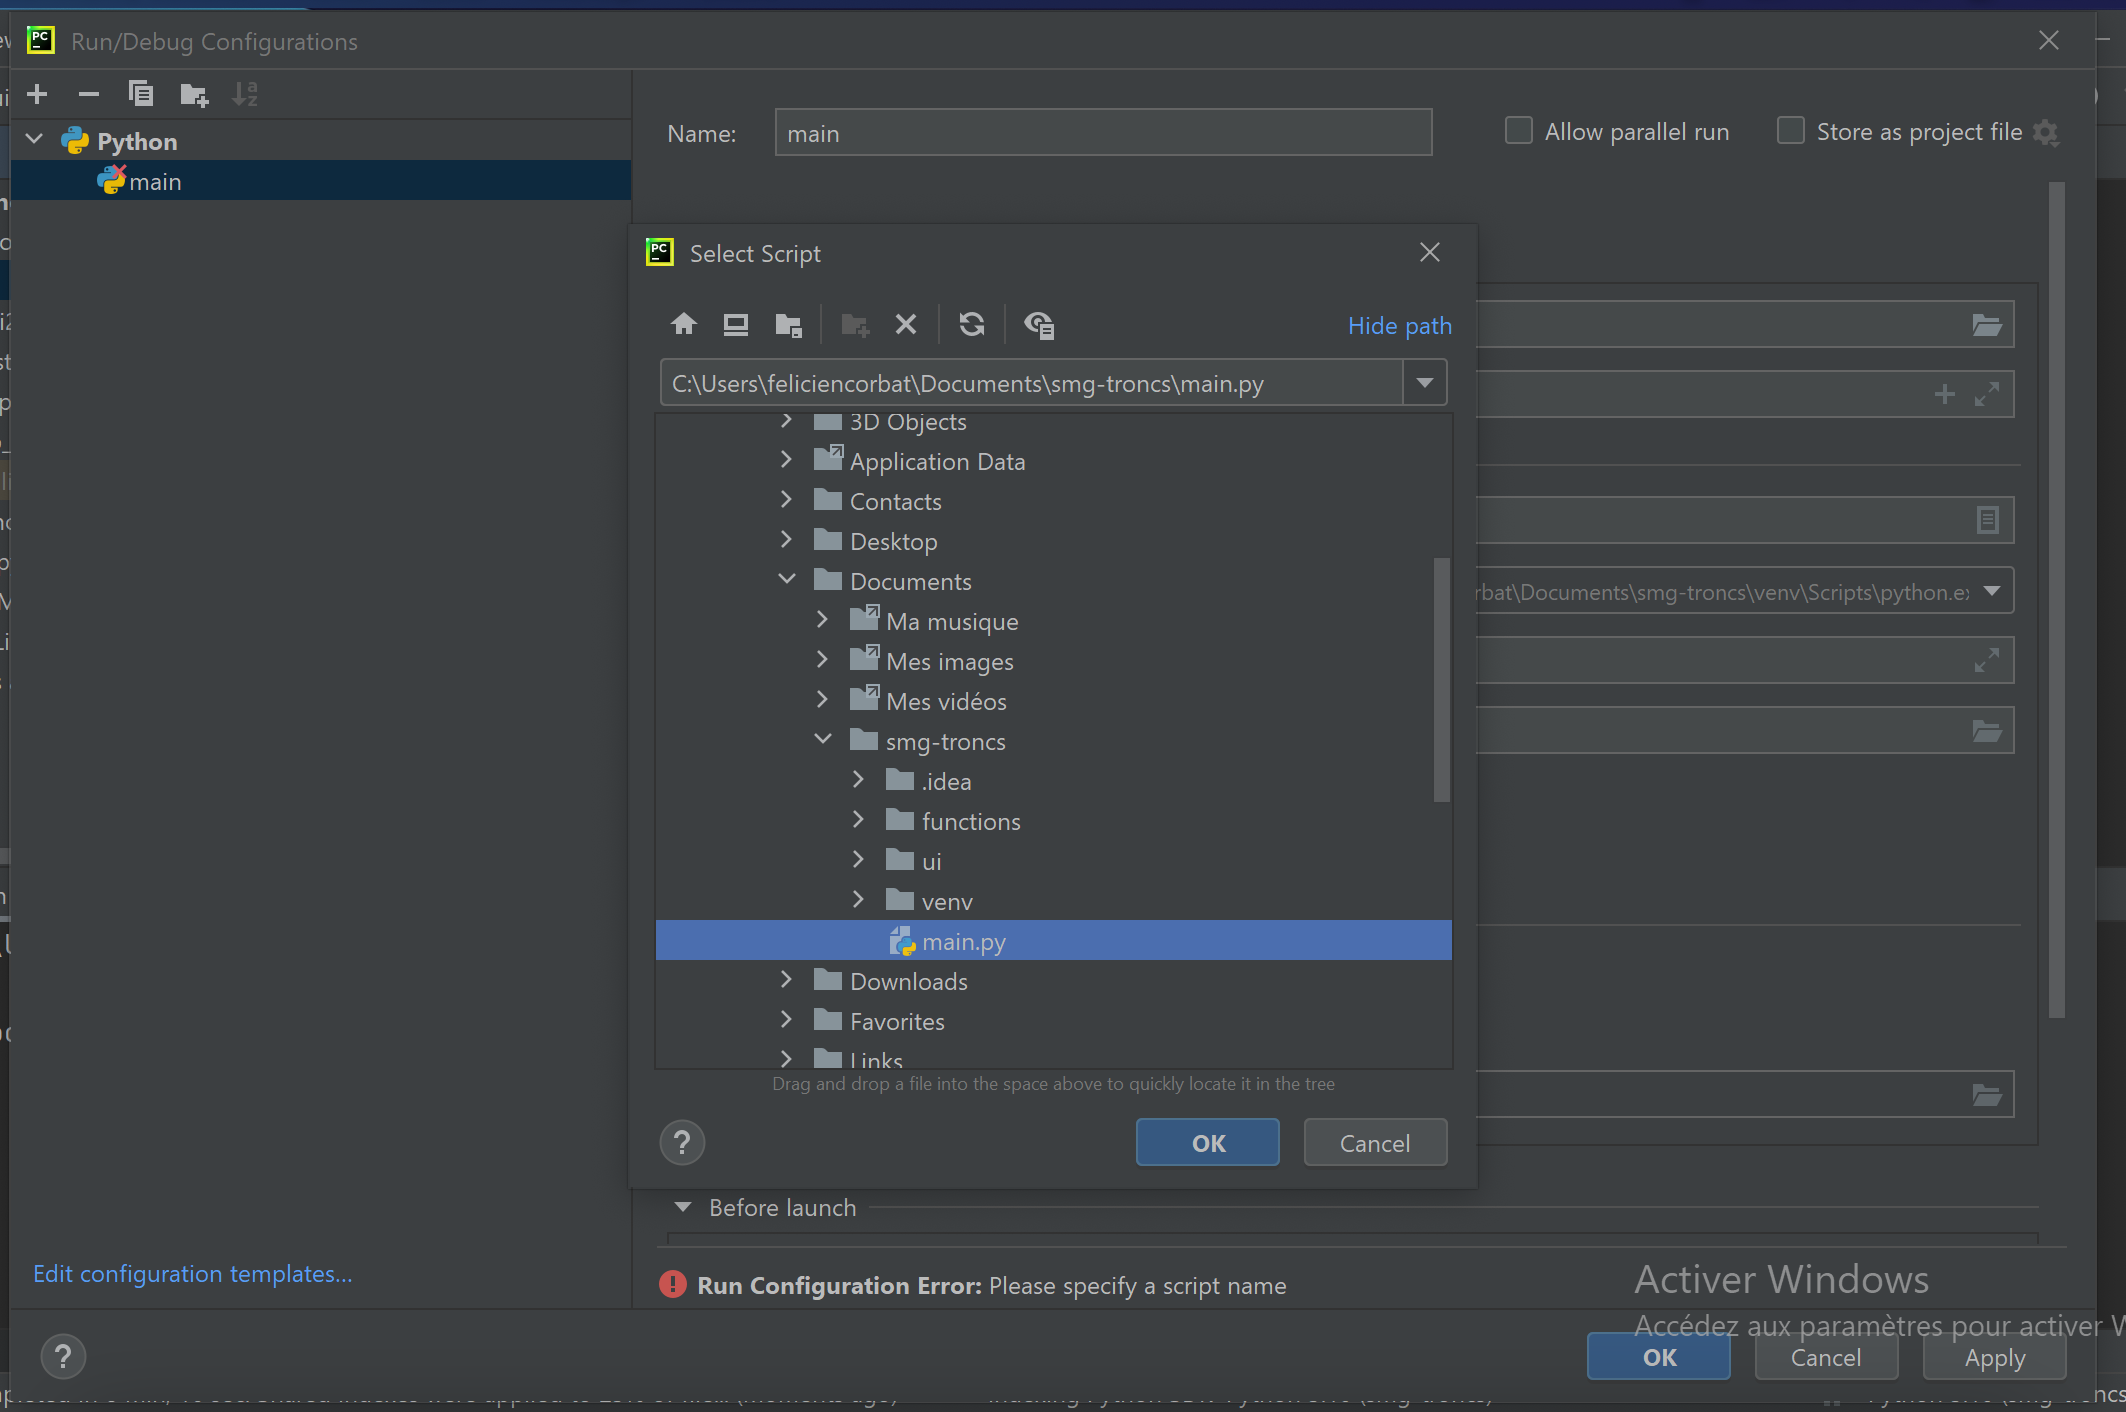 Run/Debug Configurations
Python
main
Name:
main
Allow parallel run
Store as project file
Select Script
Hide path
C:\Users\feliciencorbat\Documents\smg-troncs\main.py
3D Objects
Application Data
Contacts
Desktop
Documents
Ma musique
Mes images
Mes vidéos
smg-troncs
.idea
functions
ui
venv
main.py
Downloads
Favorites
Links
Drag and drop a file into the space above to quickly locate it in the tree
OK
Cancel
rbat\Documents\smg-troncs\venv\Scripts\python.e
Before launch
Edit configuration templates...
Run Configuration Error: Please specify a script name
Activer Windows
Accédez aux paramètres pour activer W
OK
Cancel
Apply